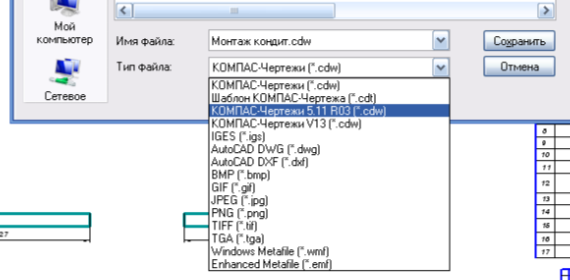 Мой
компьютер
Сетевое
Имя файла: Монтаж кондит.cdw Сохранить
Тип файла: КОМПАС-Чертежи (*.cdw) Отмена
КОМПАС-Чертежи (*.cdw)
Шаблон КОМПАС-Чертежа (*.cdt)
КОМПАС-Чертежи 5.11 R03 (*.cdw)
КОМПАС-Чертежи V13 (*.cdw)
IGES (*.igs)
AutoCAD DWG (*.dwg)
AutoCAD DXF (*.dxf)
BMP (*.bmp)
GIF (*.gif)
JPEG (*.jpg)
PNG (*.png)
TIFF (*.tif)
TGA (*.tga)
Windows Metafile (*.wmf)
Enhanced Metafile (*.emf)
8
9
10
11
12
13
14
15
16
17